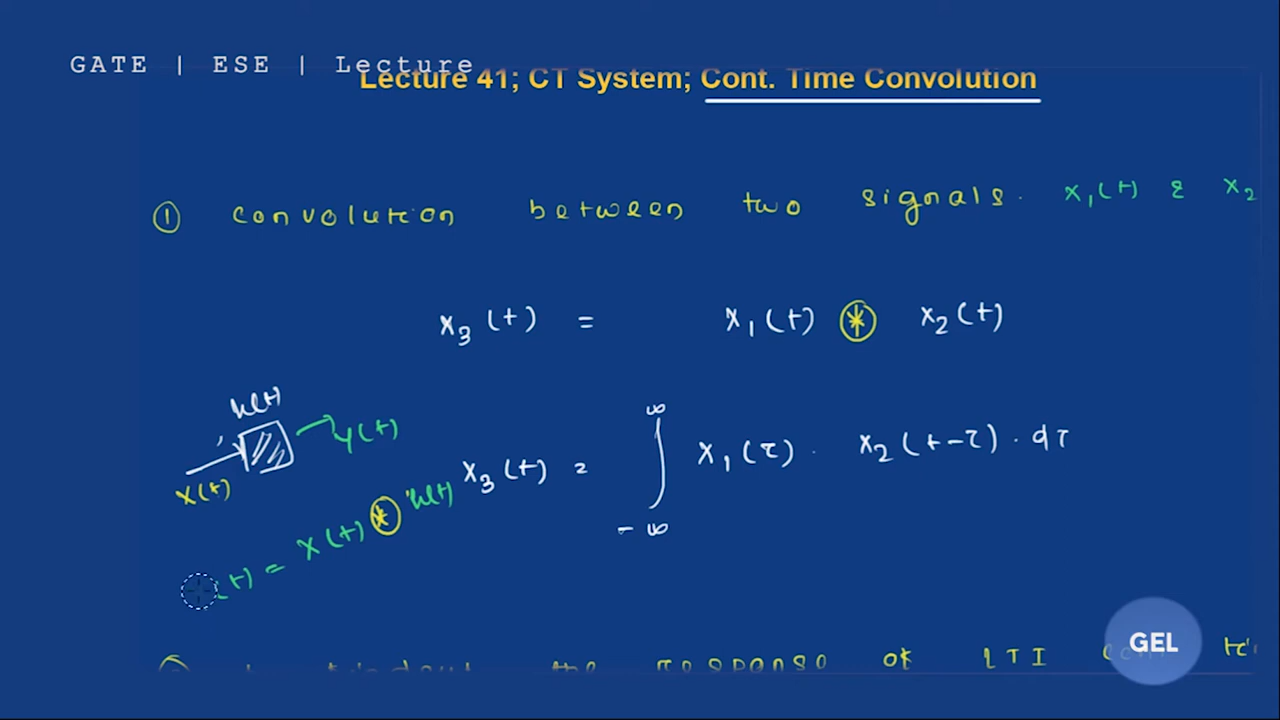 GATE | ESE | Lecture
Lecture 41; CT System; Cont. Time Convolution
① convolution between two signals. x₁(t) & x₂
x₃(t) = x₁(t) * x₂(t)
h(t)
y(t)
x(t)
x₃(t) = ∫ -∞ ∞ x₁(τ) · x₂(t-τ) · dτ
(t) = x(t) * h(t)
the response of LTI
GEL